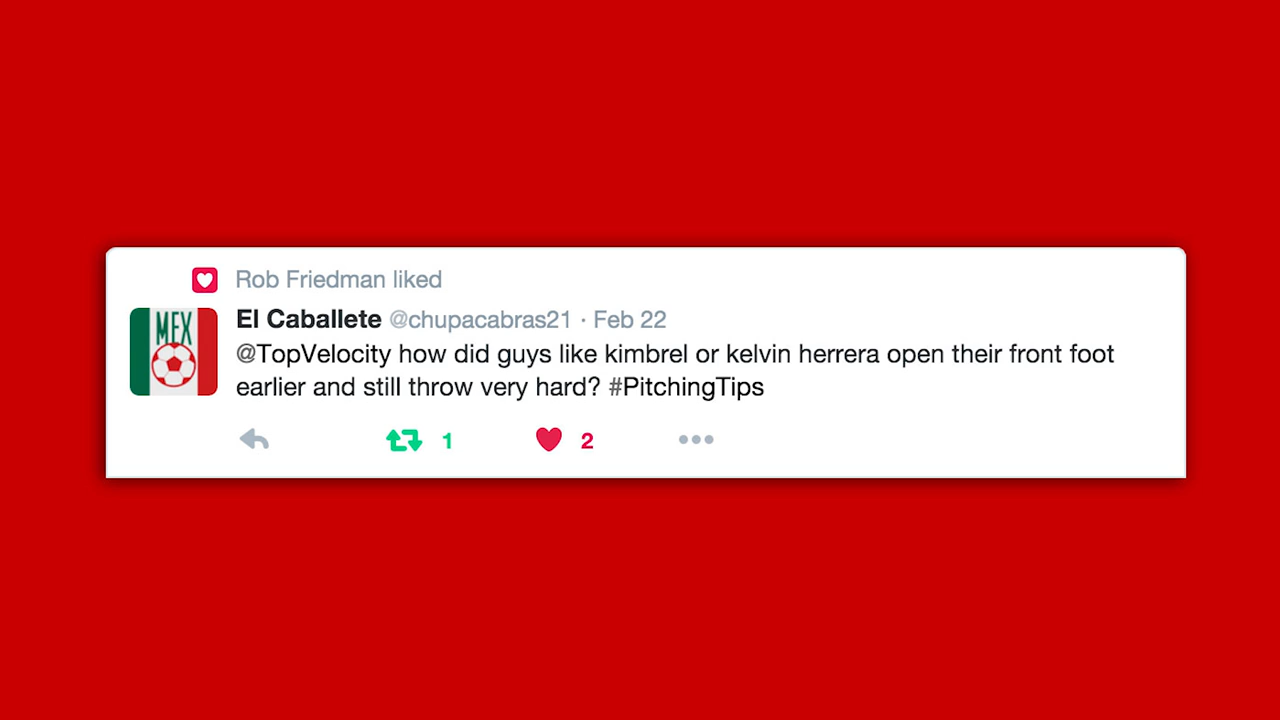 Rob Friedman liked
MEX
El Caballete @chupacabras21 · Feb 22
@TopVelocity how did guys like kimbrel or kelvin herrera open their front foot
earlier and still throw very hard? #PitchingTips
1 2